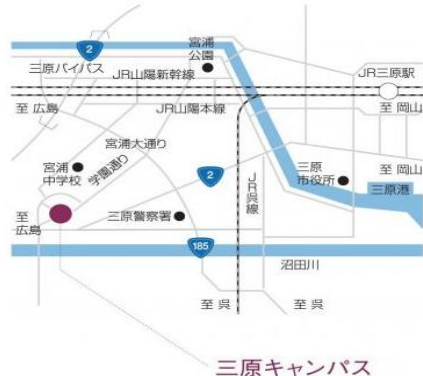 宮浦
公園
2
三原バイパス
JR山陽新幹線
JR三原駅
至 広島
JR山陽本線
至 岡山
宮浦大通り
宮浦
中学校
学園通り
2
JR呉線
三原
市役所
至 岡山
三原港
至
広島
三原警察署
185
沼田川
至 呉
至 呉
三原キャンパス